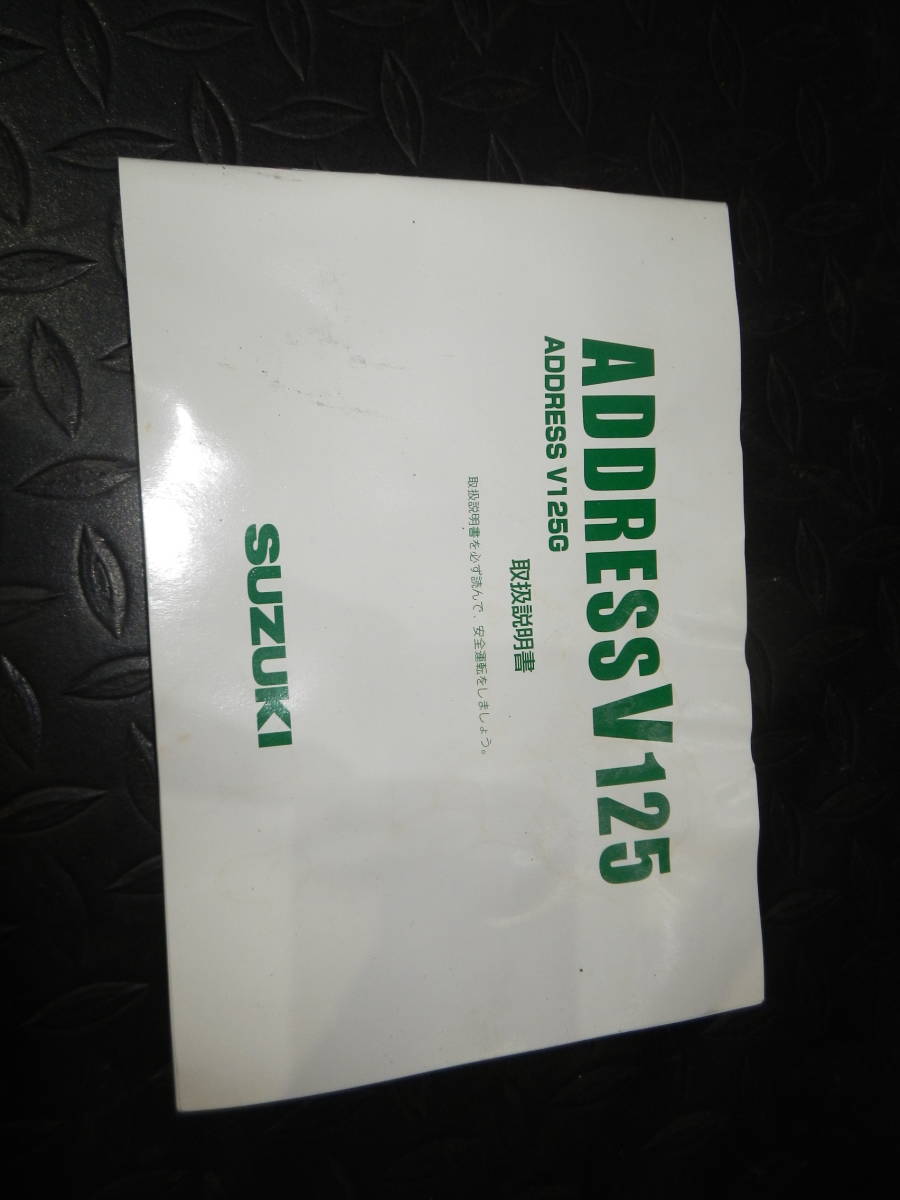 ADDRESS V125
ADDRESS V125G
取扱説明書
取扱説明書を必ず読んで、安全運転をしましょう。
SUZUKI